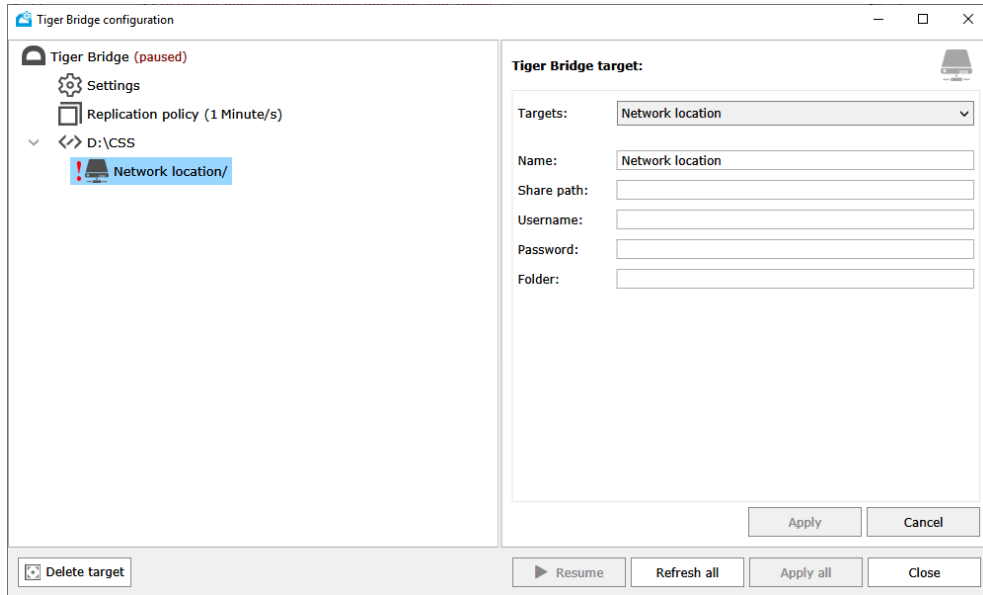 Tiger Bridge configuration
Tiger Bridge (paused)
Settings
Replication policy (1 Minute/s)
D:\CSS
Network location/
Tiger Bridge target:
Targets: Network location
Name: Network location
Share path:
Username:
Password:
Folder:
Apply Cancel
Delete target Resume Refresh all Apply all Close